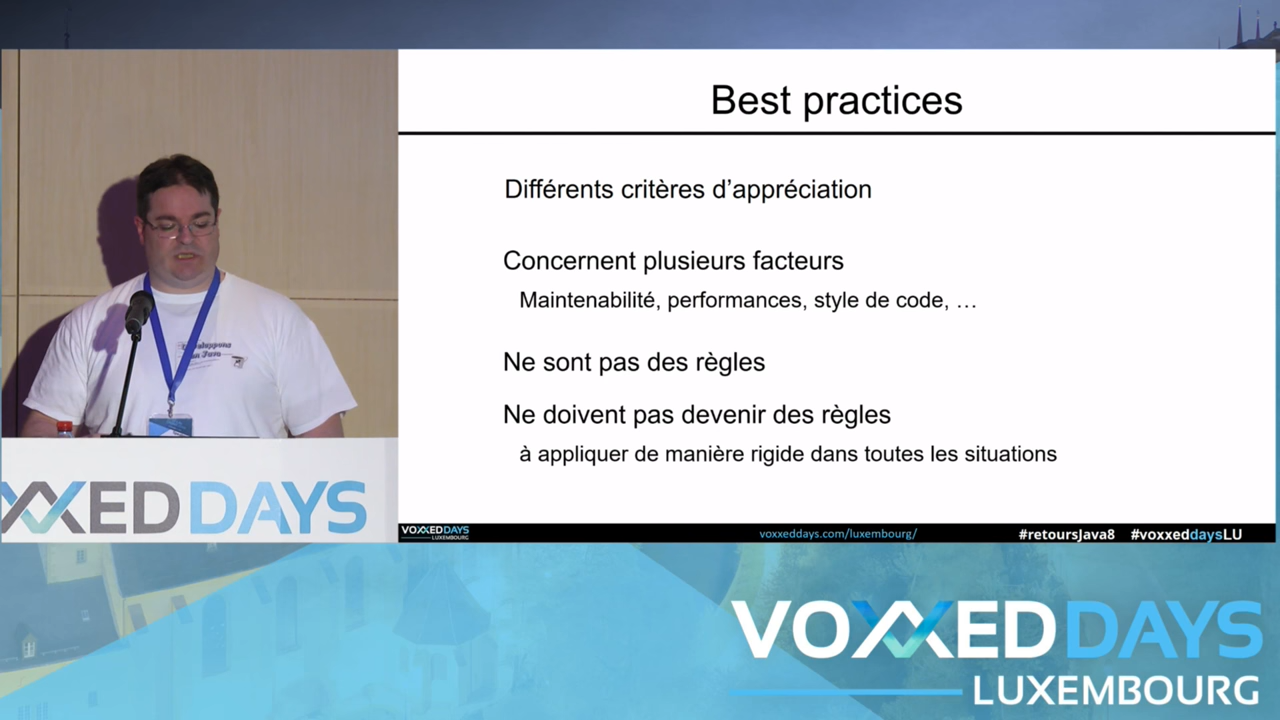 Best practices
Différents critères d’appréciation
Concernent plusieurs facteurs
Maintenabilité, performances, style de code, …
Ne sont pas des règles
Ne doivent pas devenir des règles
à appliquer de manière rigide dans toutes les situations
VOXXED DAYS
LUXEMBOURG
voxxeddays.com/luxembourg/
#retoursJava8 #voxxeddaysLU
XXED DAYS
VOXXED DAYS
LUXEMBOURG